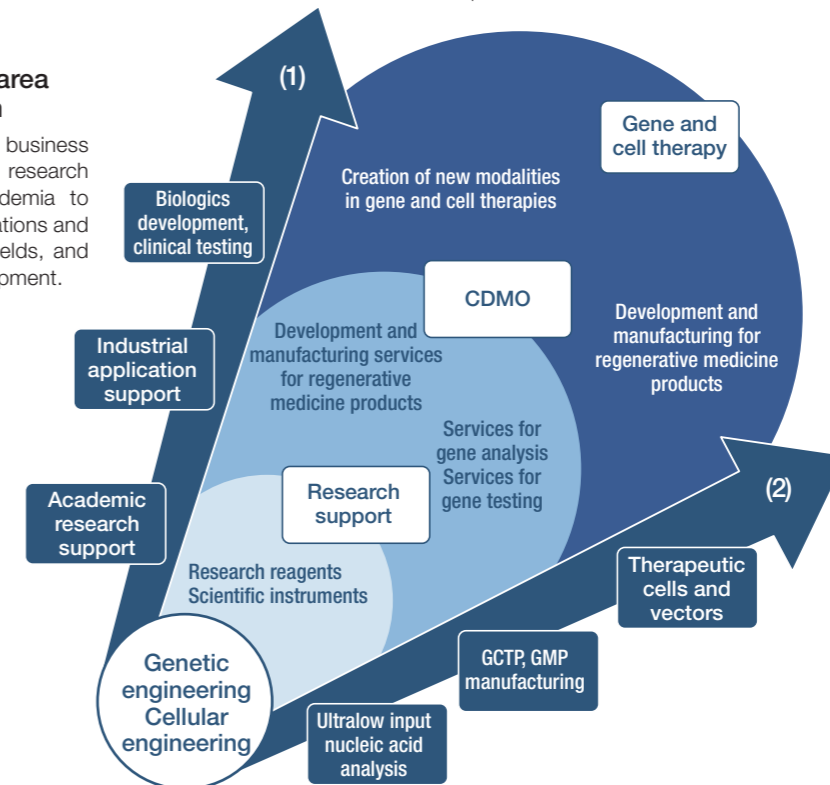 area
business
research
demia to
ations and
elds, and
pment.
(1)
Gene and
cell therapy
Creation of new modalities
in gene and cell therapies
Biologics
development,
clinical testing
CDMO
Development and
manufacturing for
regenerative medicine
products
Development and
manufacturing services
for regenerative
medicine products
Industrial
application
support
Services for
gene analysis
Services for
gene testing
Research
support
(2)
Academic
research
support
Research reagents
Scientific instruments
Therapeutic
cells and
vectors
Genetic
engineering
Cellular
engineering
GCTP, GMP
manufacturing
Ultralow input
nucleic acid
analysis